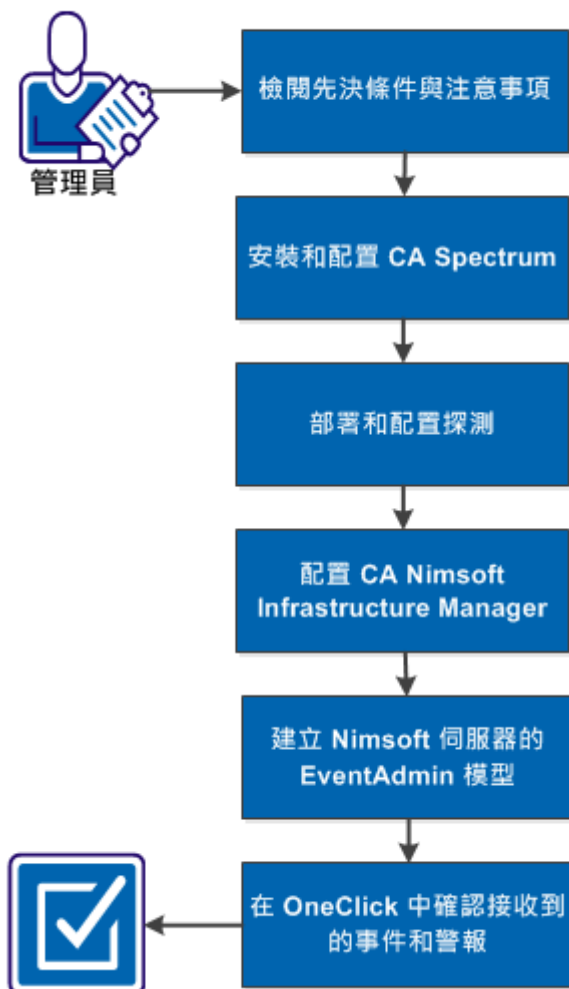 管理員
檢閱先決條件與注意事項
安裝和配置 CA Spectrum
部署和配置探測
配置 CA Nimsoft
Infrastructure Manager
建立 Nimsoft 伺服器的
EventAdmin 模型
在 OneClick 中確認接收到
的事件和警報